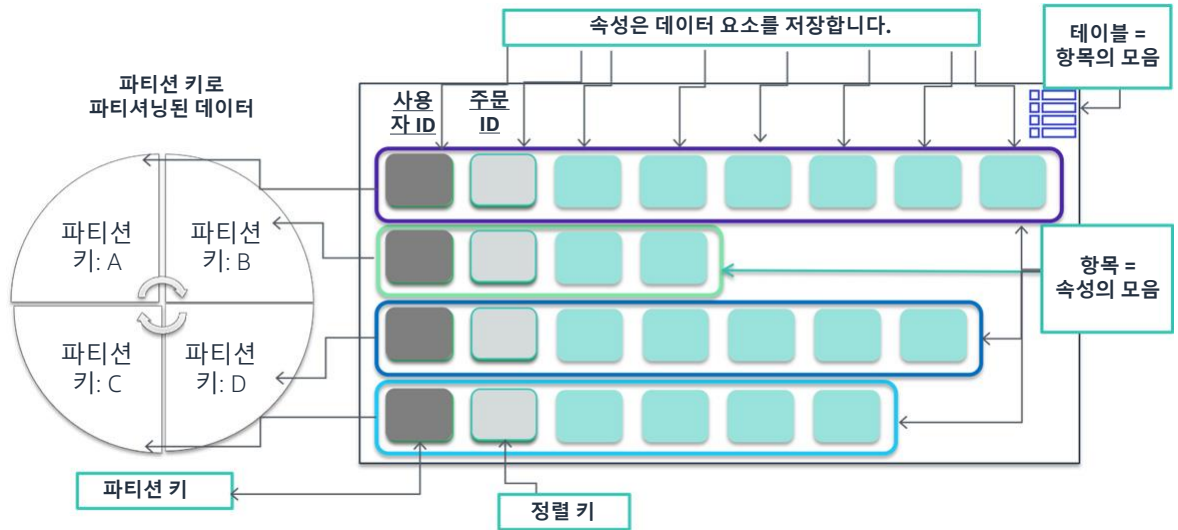 속성은 데이터 요소를 저장합니다.
테이블 =
항목의 모음
파티션 키로
파티셔닝된 데이터
사용
자 ID
주문
ID
파티션
키: A
파티션
키: B
파티션
키: C
파티션
키: D
항목 =
속성의 모음
파티션 키
정렬 키